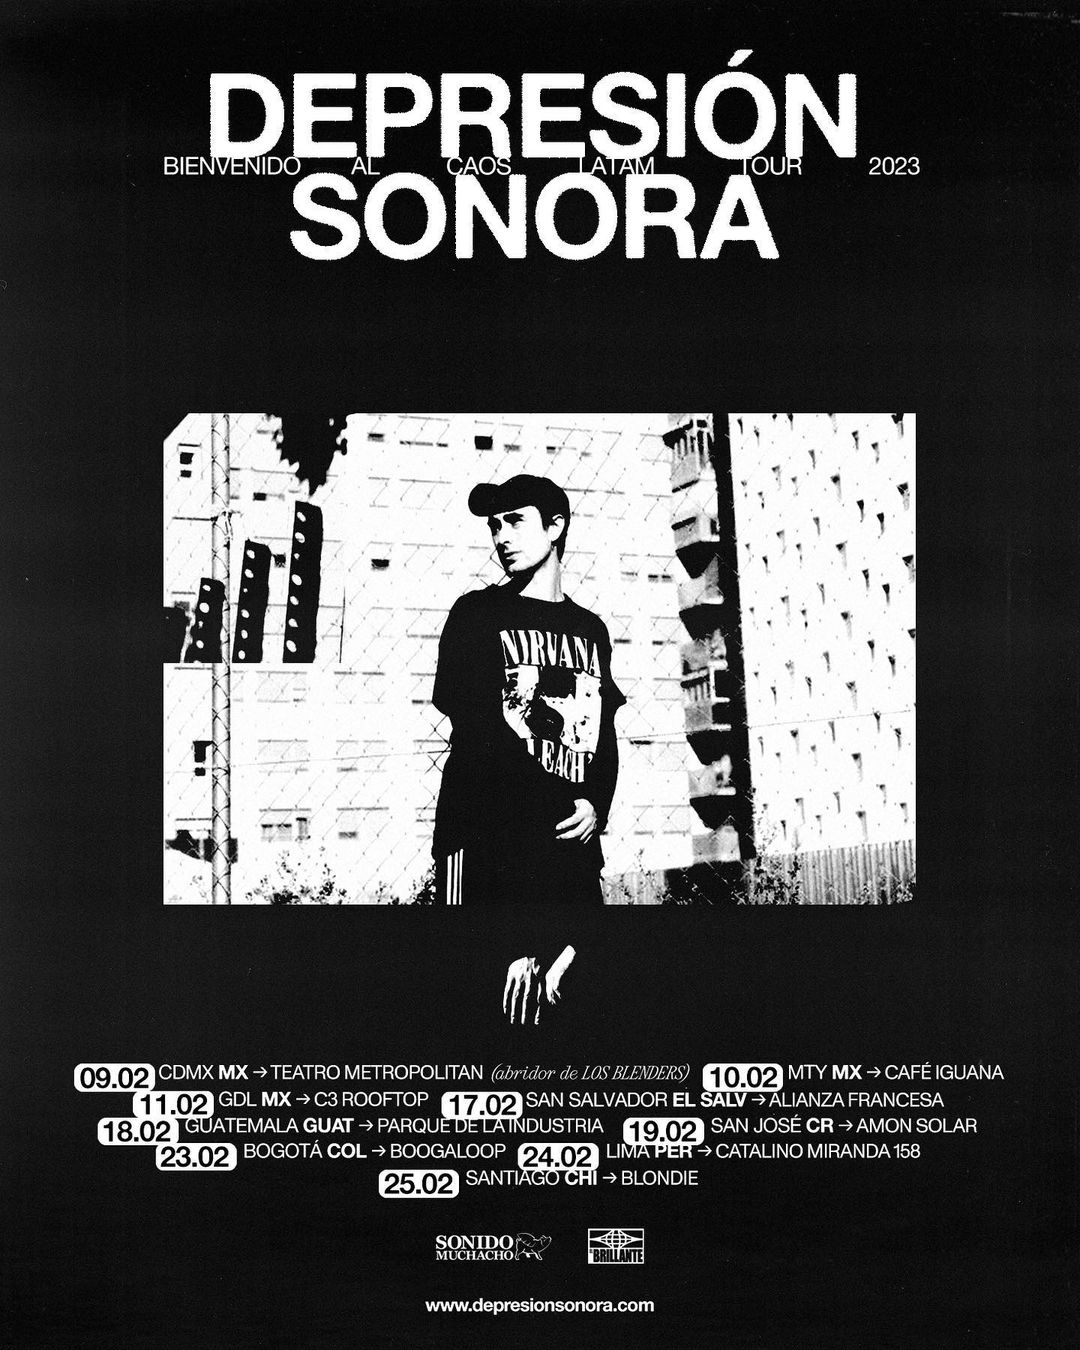 DEPRESIÓN
BIENVENIDO AL CAOS LATAM TOUR 2023
SONORA
NIRVANA
LEACH
09.02 CDMX MX → TEATRO METROPOLITAN (abridor de LOS BLENDERS) 10.02 MTY MX → CAFÉ IGUANA
11.02 GDL MX → C3 ROOFTOP 17.02 SAN SALVADOR EL SALV → ALIANZA FRANCESA
18.02 GUATEMALA GUAT → PARQUE DE LA INDUSTRIA 19.02 SAN JOSÉ CR → AMON SOLAR
23.02 BOGOTÁ COL → BOOGALOOP 24.02 LIMA PER → CATALINO MIRANDA 158
25.02 SANTIAGO CHI → BLONDIE
SONIDO
MUCHACHO
BRILLANTE
www.depresionsonora.com